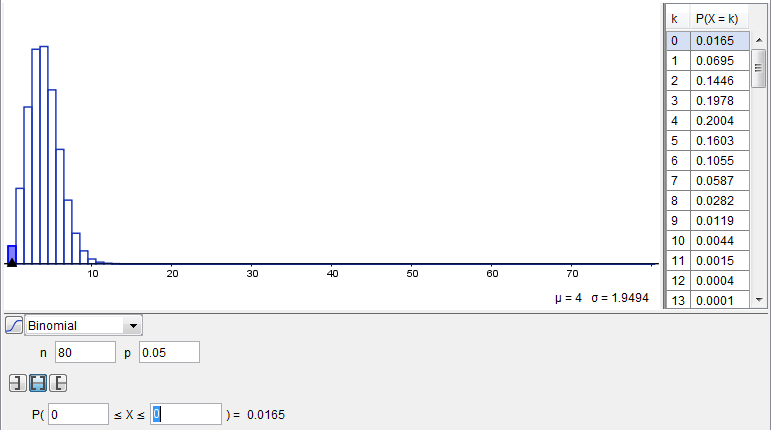 k P(X = k)
0 0.0165
1 0.0695
2 0.1446
3 0.1978
4 0.2004
5 0.1603
6 0.1055
7 0.0587
8 0.0282
9 0.0119
10 0.0044
11 0.0015
12 0.0004
13 0.0001
10 20 30 40 50 60 70
μ = 4 σ = 1.9494
Binomial
n 80 p 0.05
P( 0 ≤ X ≤ 0 ) = 0.0165